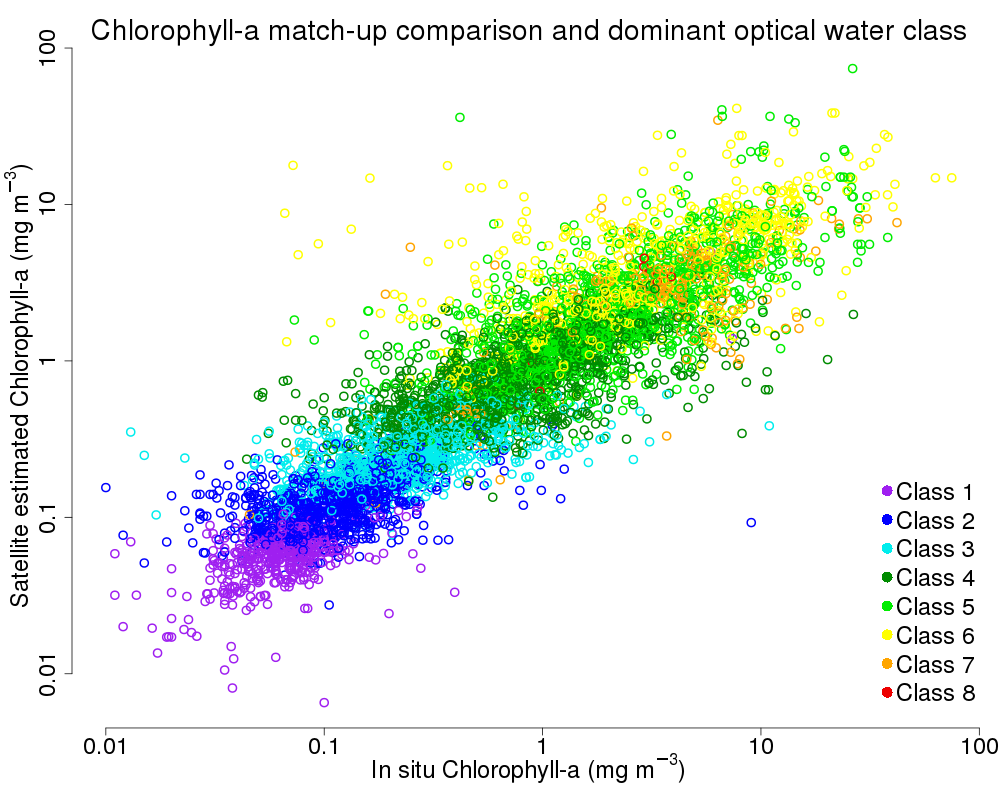 Chlorophyll-a match-up comparison and dominant optical water class
Satellite estimated Chlorophyll-a (mg m⁻³)
100
10
1
0.1
0.01
Class 1
Class 2
Class 3
Class 4
Class 5
Class 6
Class 7
Class 8
0.01 0.1 1 10 100
In situ Chlorophyll-a (mg m⁻³)